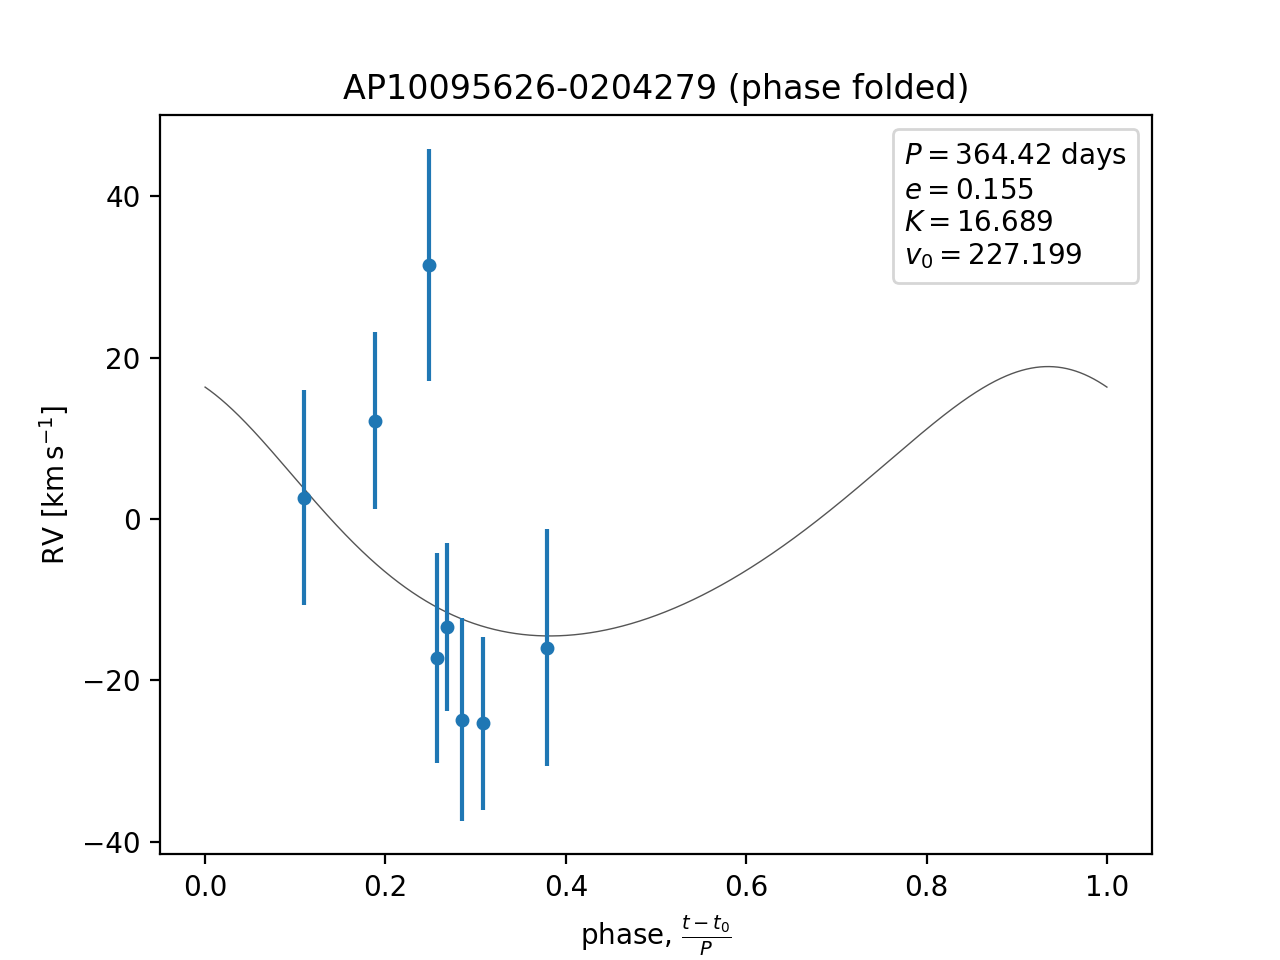 AP10095626-0204279 (phase folded)
P = 364.42 days
e = 0.155
K = 16.689
v₀ = 227.199
RV [km s⁻¹]
40
20
0
−20
−40
0.0 0.2 0.4 0.6 0.8 1.0
phase, (t − t₀)/P